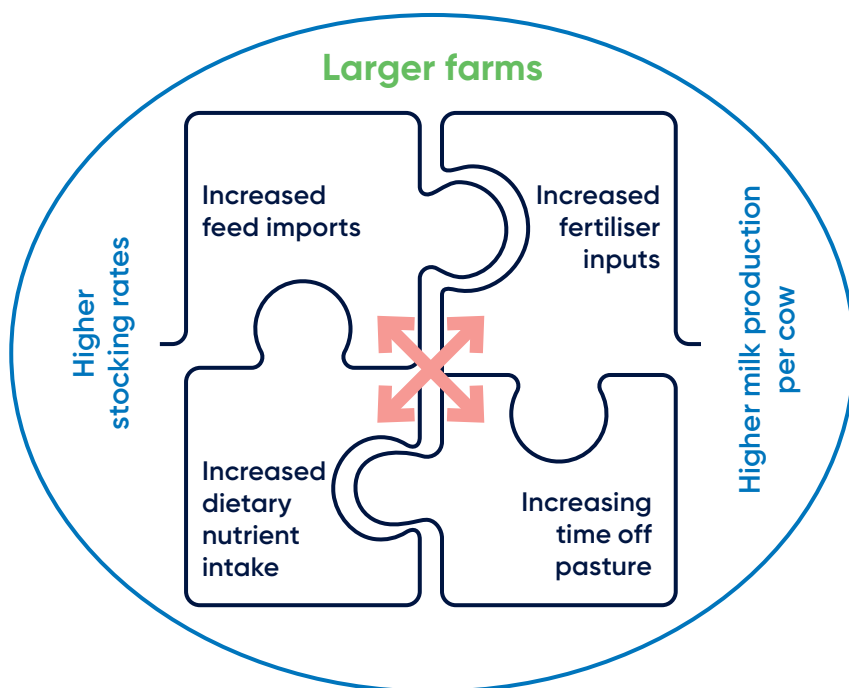 Larger farms
Increased
feed imports
Increased
fertiliser
inputs
Higher
stocking rates
Higher milk production
per cow
Increased
dietary
nutrient
intake
Increasing
time off
pasture